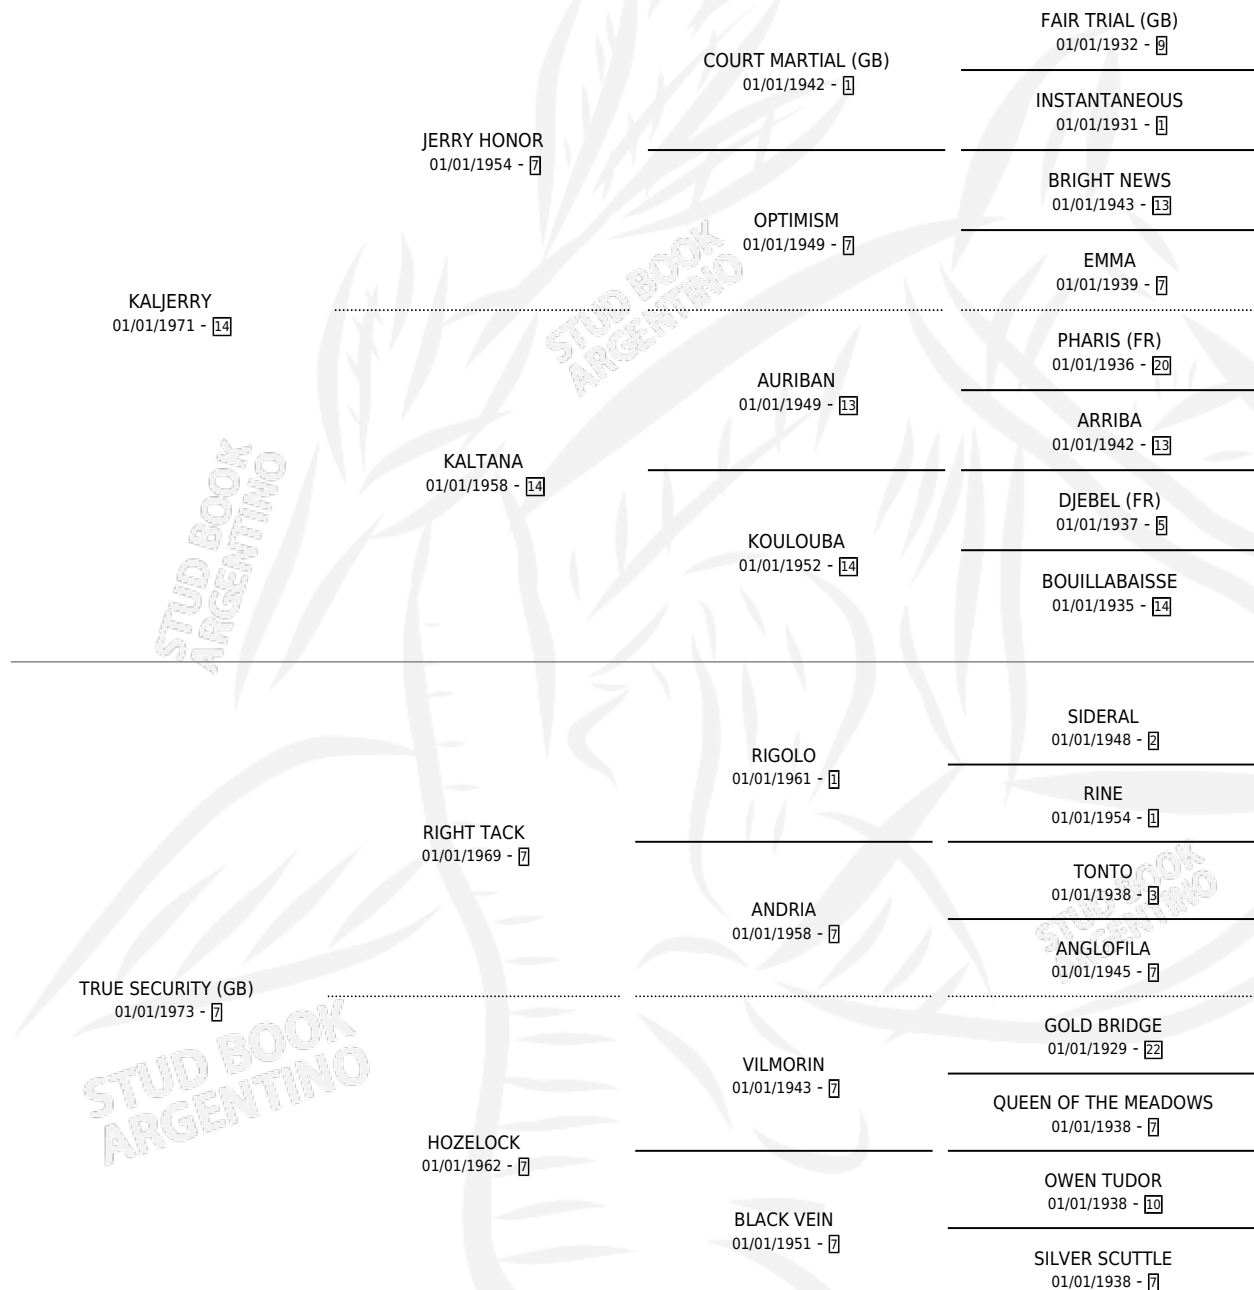 FAIR TRIAL (GB)
01/01/1932 - 9
COURT MARTIAL (GB)
01/01/1942 - 1
INSTANTANEOUS
01/01/1931 - 1
JERRY HONOR
01/01/1954 - 7
BRIGHT NEWS
01/01/1943 - 13
OPTIMISM
01/01/1949 - 7
EMMA
01/01/1939 - 7
KALJERRY
01/01/1971 - 14
PHARIS (FR)
01/01/1936 - 20
AURIBAN
01/01/1949 - 13
ARRIBA
01/01/1942 - 13
KALTANA
01/01/1958 - 14
DJEBEL (FR)
01/01/1937 - 5
KOULOUBA
01/01/1952 - 14
BOUILLABAISSE
01/01/1935 - 14
SIDERAL
01/01/1948 - 2
RIGOLO
01/01/1961 - 1
RINE
01/01/1954 - 1
RIGHT TACK
01/01/1969 - 7
TONTO
01/01/1938 - 3
ANDRIA
01/01/1958 - 7
ANGLOFILA
01/01/1945 - 7
TRUE SECURITY (GB)
01/01/1973 - 7
GOLD BRIDGE
01/01/1929 - 22
VILMORIN
01/01/1943 - 7
QUEEN OF THE MEADOWS
01/01/1938 - 7
HOZELOCK
01/01/1962 - 7
OWEN TUDOR
01/01/1938 - 10
BLACK VEIN
01/01/1951 - 7
SILVER SCUTTLE
01/01/1938 - 7
STUD BOOK
ARGENTINO
STUD BOOK
ARGENTINO
STUD BOOK
ARGENTINO
STUD BOOK
ARGENTINO